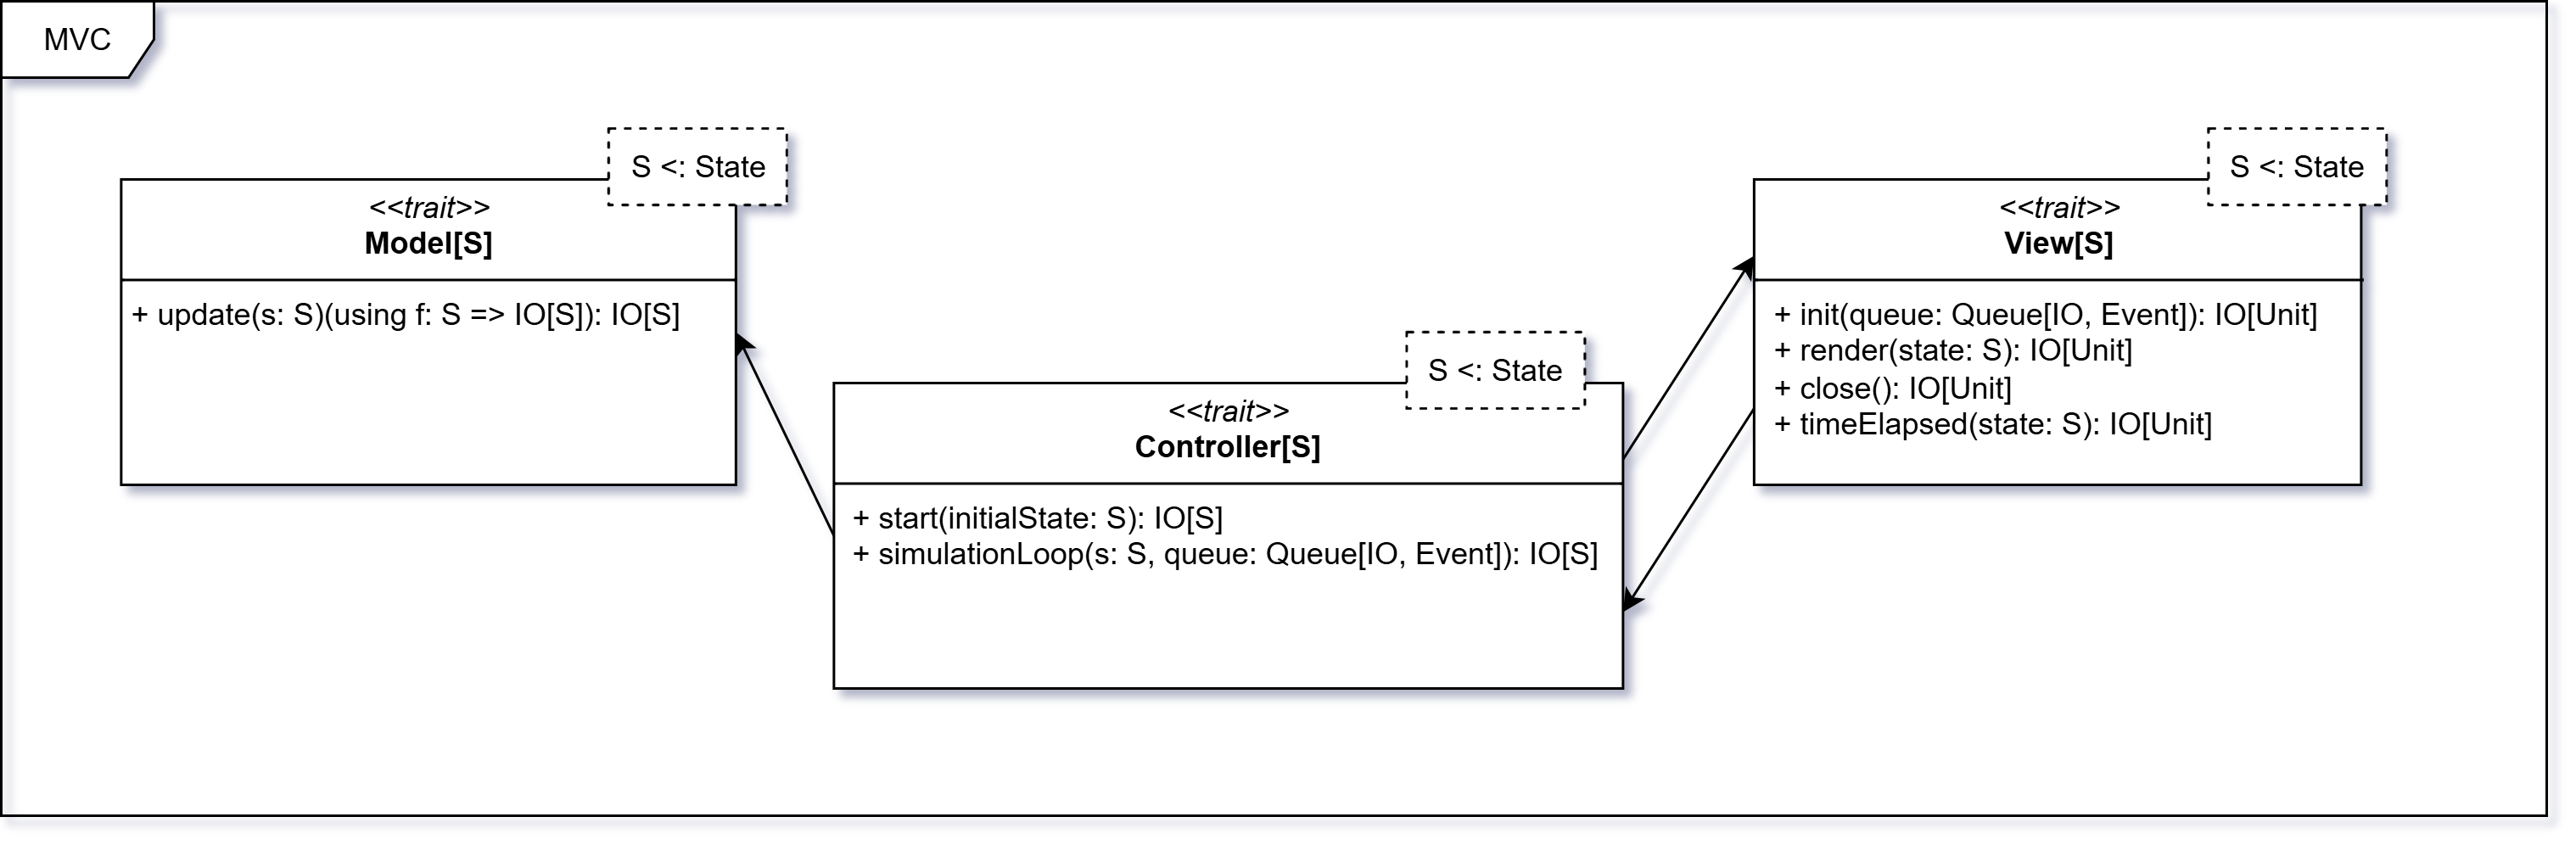 MVC
S <: State
<<trait>>
Model[S]
+ update(s: S)(using f: S => IO[S]): IO[S]
S <: State
<<trait>>
Controller[S]
+ start(initialState: S): IO[S]
+ simulationLoop(s: S, queue: Queue[IO, Event]): IO[S]
S <: State
<<trait>>
View[S]
+ init(queue: Queue[IO, Event]): IO[Unit]
+ render(state: S): IO[Unit]
+ close(): IO[Unit]
+ timeElapsed(state: S): IO[Unit]